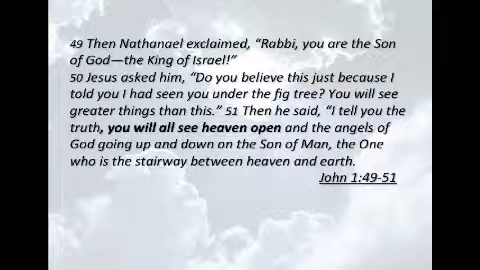 49 Then Nathanael exclaimed, “Rabbi, you are the Son
of God—the King of Israel!”
50 Jesus asked him, “Do you believe this just because I
told you I had seen you under the fig tree? You will see
greater things than this.” 51 Then he said, “I tell you the
truth, you will all see heaven open and the angels of
God going up and down on the Son of Man, the One
who is the stairway between heaven and earth.
John 1:49-51